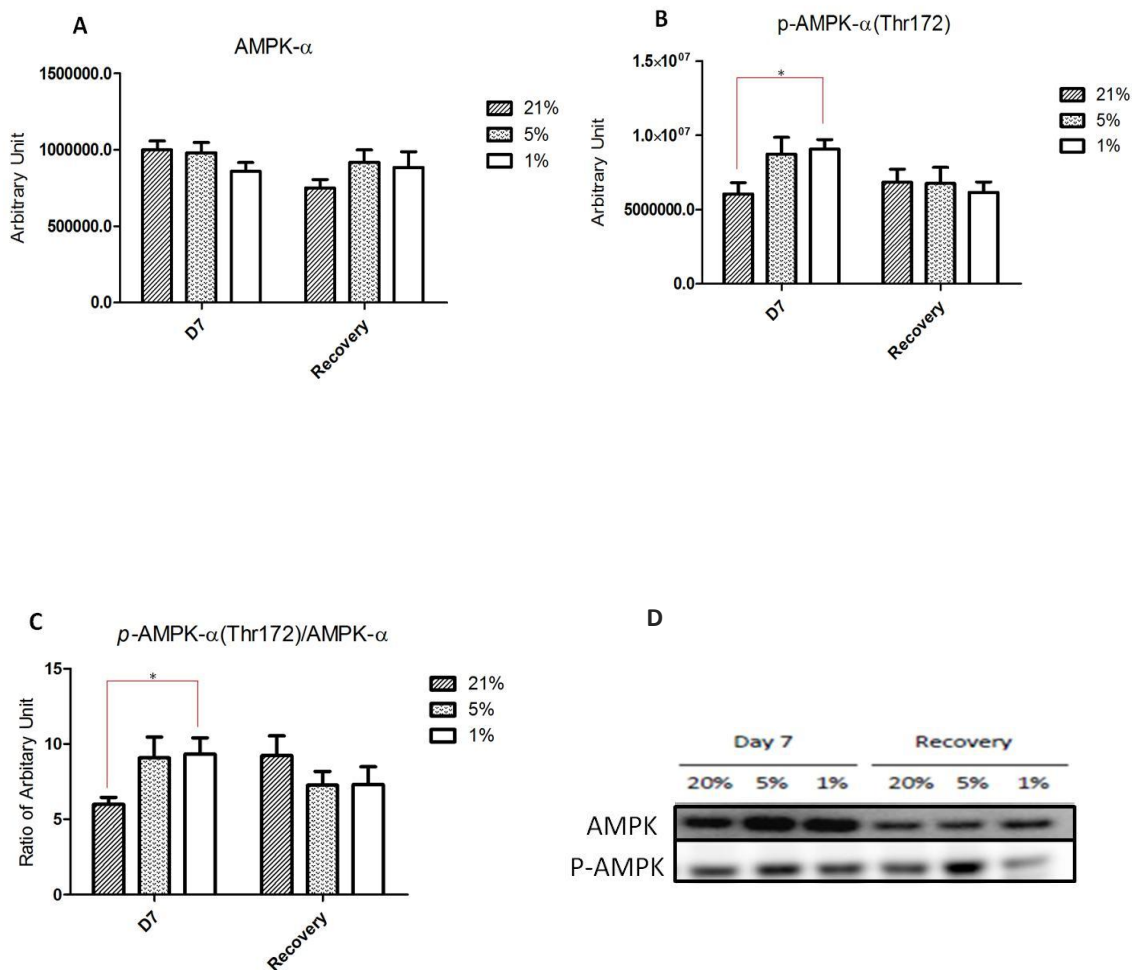 A
AMPK-α
Arbitrary Unit
1500000.0
1000000.0
500000.0
0.0
D7
Recovery
21%
5%
1%
B
p-AMPK-α(Thr172)
Arbitrary Unit
1.5×10⁰⁷
1.0×10⁰⁷
5000000.0
0.0
*
D7
Recovery
21%
5%
1%
C
p-AMPK-α(Thr172)/AMPK-α
Ratio of Arbitary Unit
15
10
5
0
*
D7
Recovery
21%
5%
1%
D
Day 7 Recovery
20% 5% 1% 20% 5% 1%
AMPK
P-AMPK